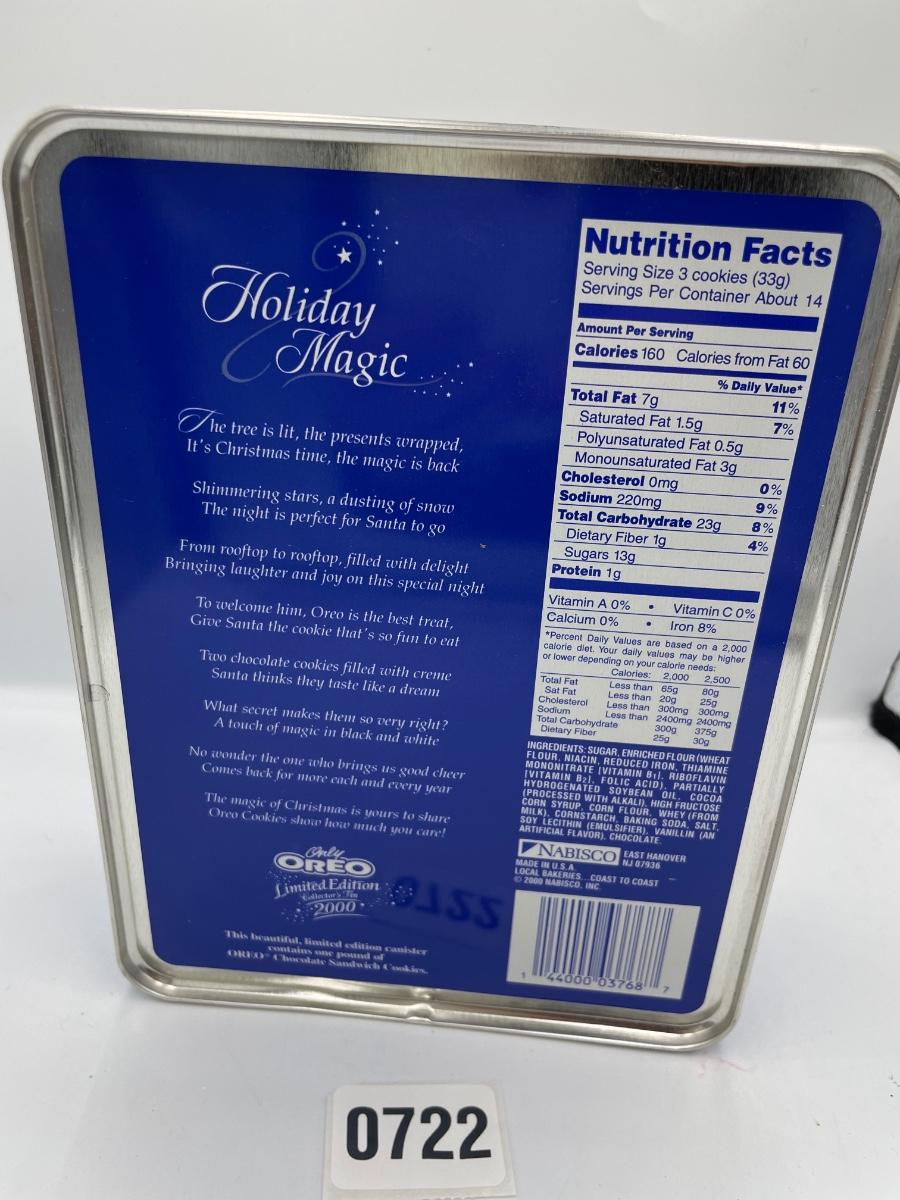 Holiday
Magic
The tree is lit, the presents wrapped,
It's Christmas time, the magic is back
Shimmering stars, a dusting of snow
The night is perfect for Santa to go
From rooftop to rooftop, filled with delight
Bringing laughter and joy on this special night
To welcome him, Oreo is the best treat,
Give Santa the cookie that's so fun to eat
Two chocolate cookies filled with creme
Santa thinks they taste like a dream
What secret makes them so very right?
A touch of magic in black and white
No wonder the one who brings us good cheer
Comes back for more each and every year
The magic of Christmas is yours to share
Oreo Cookies show how much you care!
Only
OREO
Limited Edition
Collector's Tin
2000
This beautiful, limited edition canister
contains one pound of
OREO® Chocolate Sandwich Cookies.
Nutrition Facts
Serving Size 3 cookies (33g)
Servings Per Container About 14
Amount Per Serving
Calories 160 Calories from Fat 60
% Daily Value*
Total Fat 7g 11%
Saturated Fat 1.5g 7%
Polyunsaturated Fat 0.5g
Monounsaturated Fat 3g
Cholesterol 0mg 0%
Sodium 220mg 9%
Total Carbohydrate 23g 8%
Dietary Fiber 1g 4%
Sugars 13g
Protein 1g
Vitamin A 0% • Vitamin C 0%
Calcium 0% • Iron 8%
*Percent Daily Values are based on a 2,000
calorie diet. Your daily values may be higher
or lower depending on your calorie needs:
Calories: 2,000 2,500
Total Fat Less than 65g 80g
Sat Fat Less than 20g 25g
Cholesterol Less than 300mg 300mg
Sodium Less than 2400mg 2400mg
Total Carbohydrate 300g 375g
Dietary Fiber 25g 30g
INGREDIENTS: SUGAR, ENRICHED FLOUR (WHEAT
FLOUR, NIACIN, REDUCED IRON, THIAMINE
MONONITRATE [VITAMIN B1], RIBOFLAVIN
[VITAMIN B2], FOLIC ACID), PARTIALLY
HYDROGENATED SOYBEAN OIL, COCOA
(PROCESSED WITH ALKALI), HIGH FRUCTOSE
CORN SYRUP, CORN FLOUR, WHEY (FROM
MILK), CORNSTARCH, BAKING SODA, SALT,
SOY LECITHIN (EMULSIFIER), VANILLIN (AN
ARTIFICIAL FLAVOR), CHOCOLATE.
NABISCO EAST HANOVER
NJ 07936
MADE IN U.S.A.
LOCAL BAKERIES...COAST TO COAST
© 2000 NABISCO, INC.
1 44000 03768 7
0722